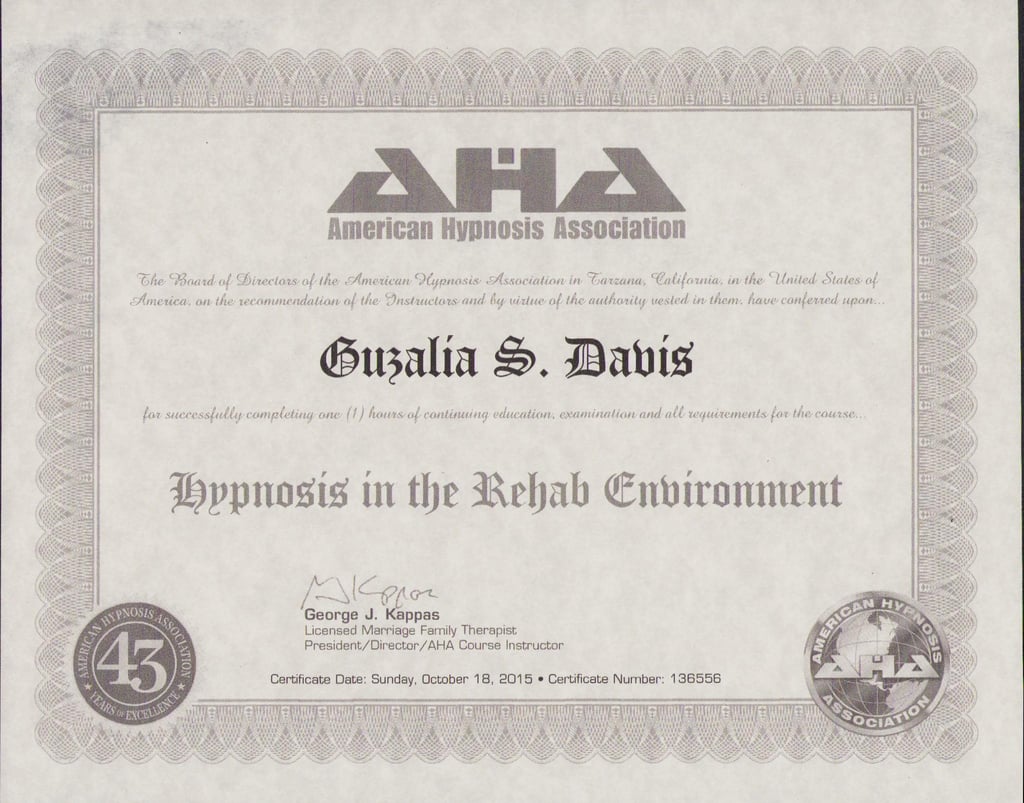 AHA
American Hypnosis Association
The Board of Directors of the American Hypnosis Association in Tarzana, California, in the United States of
America, on the recommendation of the Instructors and by virtue of the authority vested in them, have conferred upon...
Guzalia S. Davis
for successfully completing one (1) hours of continuing education, examination and all requirements for the course...
Hypnosis in the Rehab Environment
George J. Kappas
Licensed Marriage Family Therapist
President/Director/AHA Course Instructor
Certificate Date: Sunday, October 18, 2015 • Certificate Number: 136556
AMERICAN HYPNOSIS ASSOCIATION
43
★ YEARS OF EXCELLENCE ★
AMERICAN HYPNOSIS
AHA
ASSOCIATION